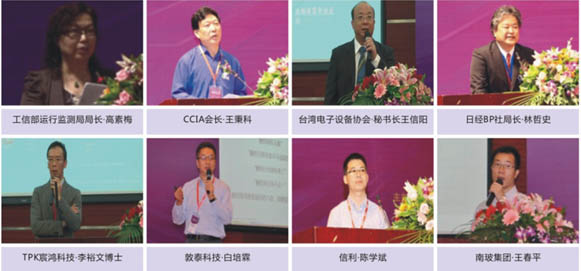 工信部运行监测局局长·高素梅
CCIA会长·王秉科
台湾电子设备协会·秘书长王信阳
日经BP社局长·林哲史
TPK宸鸿科技·李裕文博士
敦泰科技·白培霖
信利·陈学斌
南玻集团·王春平